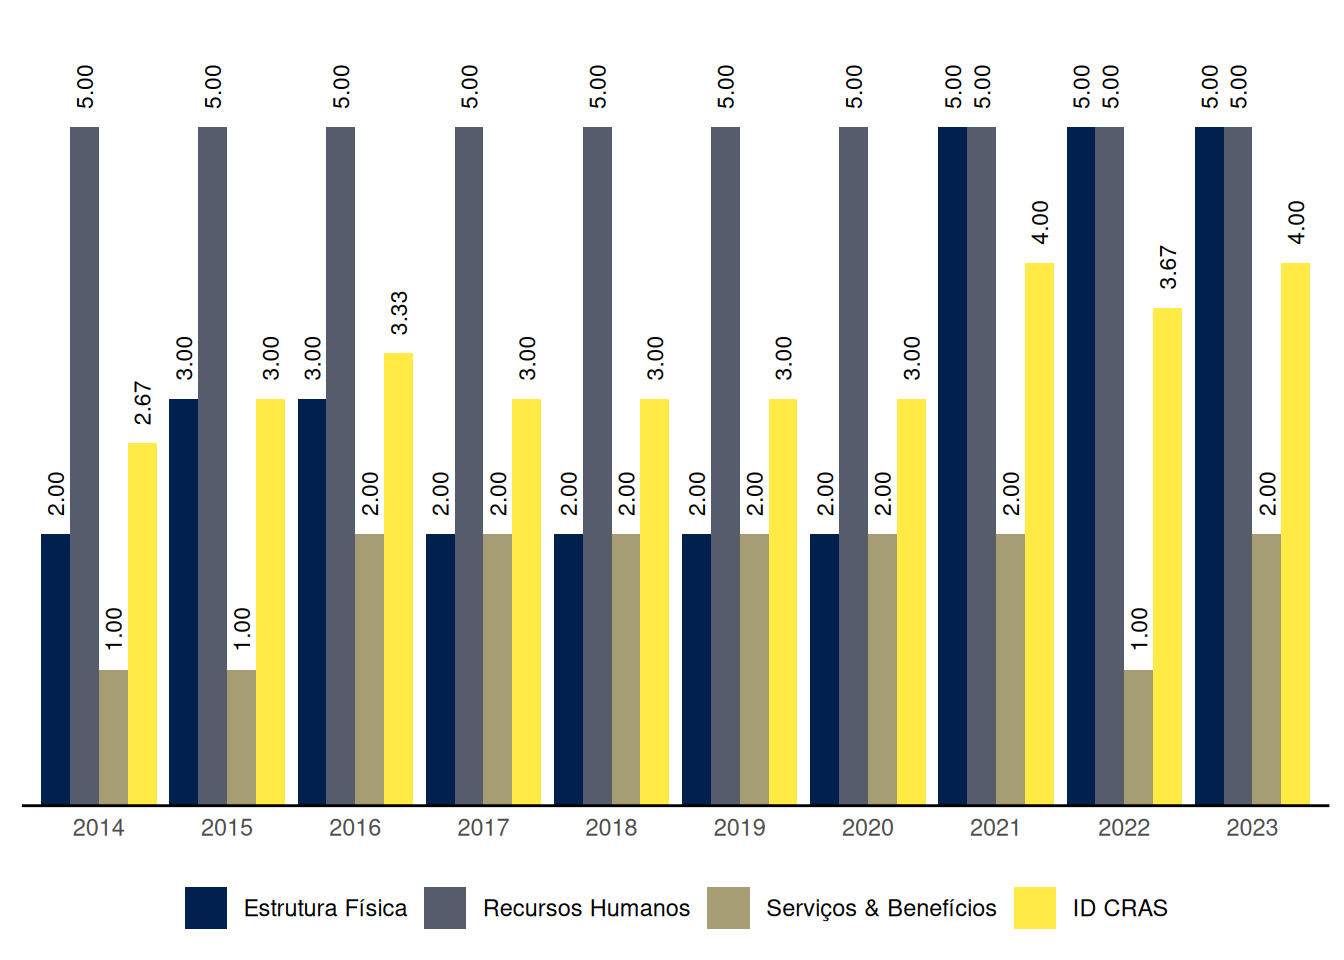 5.00 5.00 5.00 5.00 5.00 5.00 5.00 5.00 5.00 5.00 5.00 5.00 5.00
4.00 4.00
3.67
3.33
3.00 3.00 3.00 3.00 3.00 3.00 3.00
2.67
2.00 2.00 2.00 2.00 2.00 2.00 2.00 2.00 2.00 2.00 2.00 2.00
1.00 1.00 1.00
2014 2015 2016 2017 2018 2019 2020 2021 2022 2023
Estrutura Física Recursos Humanos Serviços & Benefícios ID CRAS